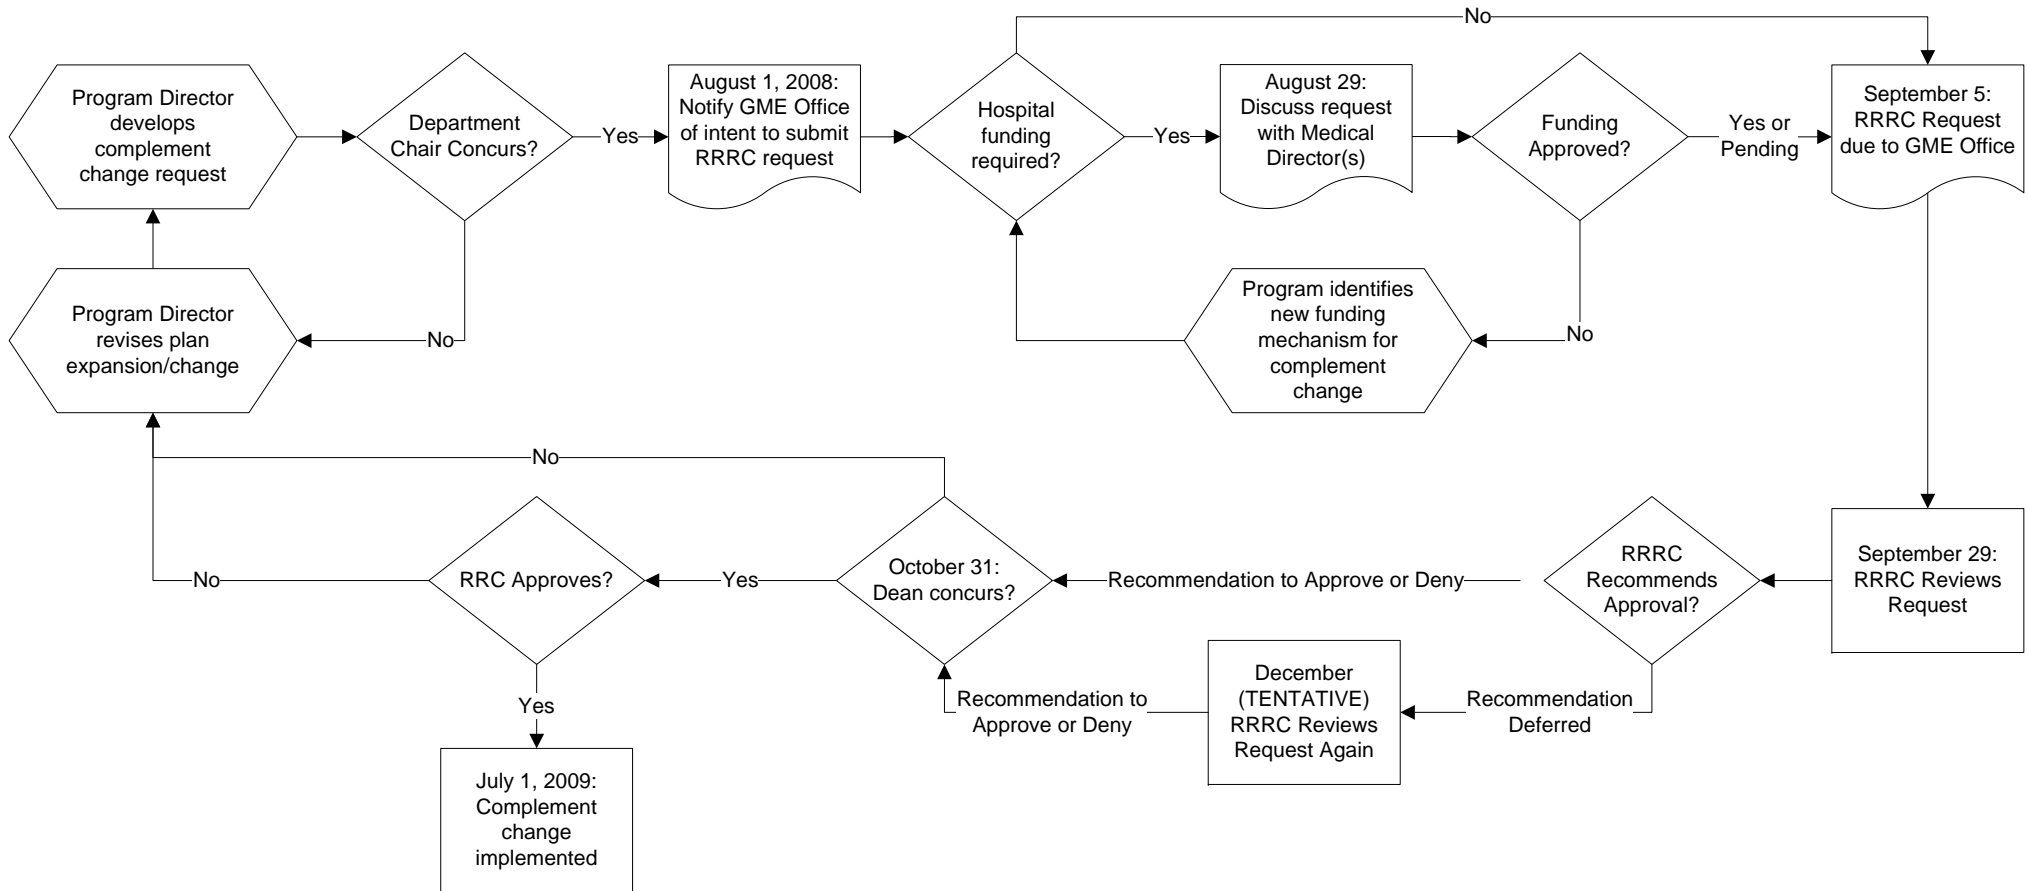 Program Director
develops
complement
change request
Department
Chair Concurs?
Yes
August 1, 2008:
Notify GME Office
of intent to submit
RRRC request
Hospital
funding
required?
No
Yes
August 29:
Discuss request
with Medical
Director(s)
Funding
Approved?
Yes or
Pending
September 5:
RRRC Request
due to GME Office
Program Director
revises plan
expansion/change
No
Program identifies
new funding
mechanism for
complement
change
No
No
No
RRC Approves?
Yes
October 31:
Dean concurs?
Recommendation to Approve or Deny
RRRC
Recommends
Approval?
September 29:
RRRC Reviews
Request
Yes
Recommendation to
Approve or Deny
December
(TENTATIVE)
RRRC Reviews
Request Again
Recommendation
Deferred
July 1, 2009:
Complement
change
implemented